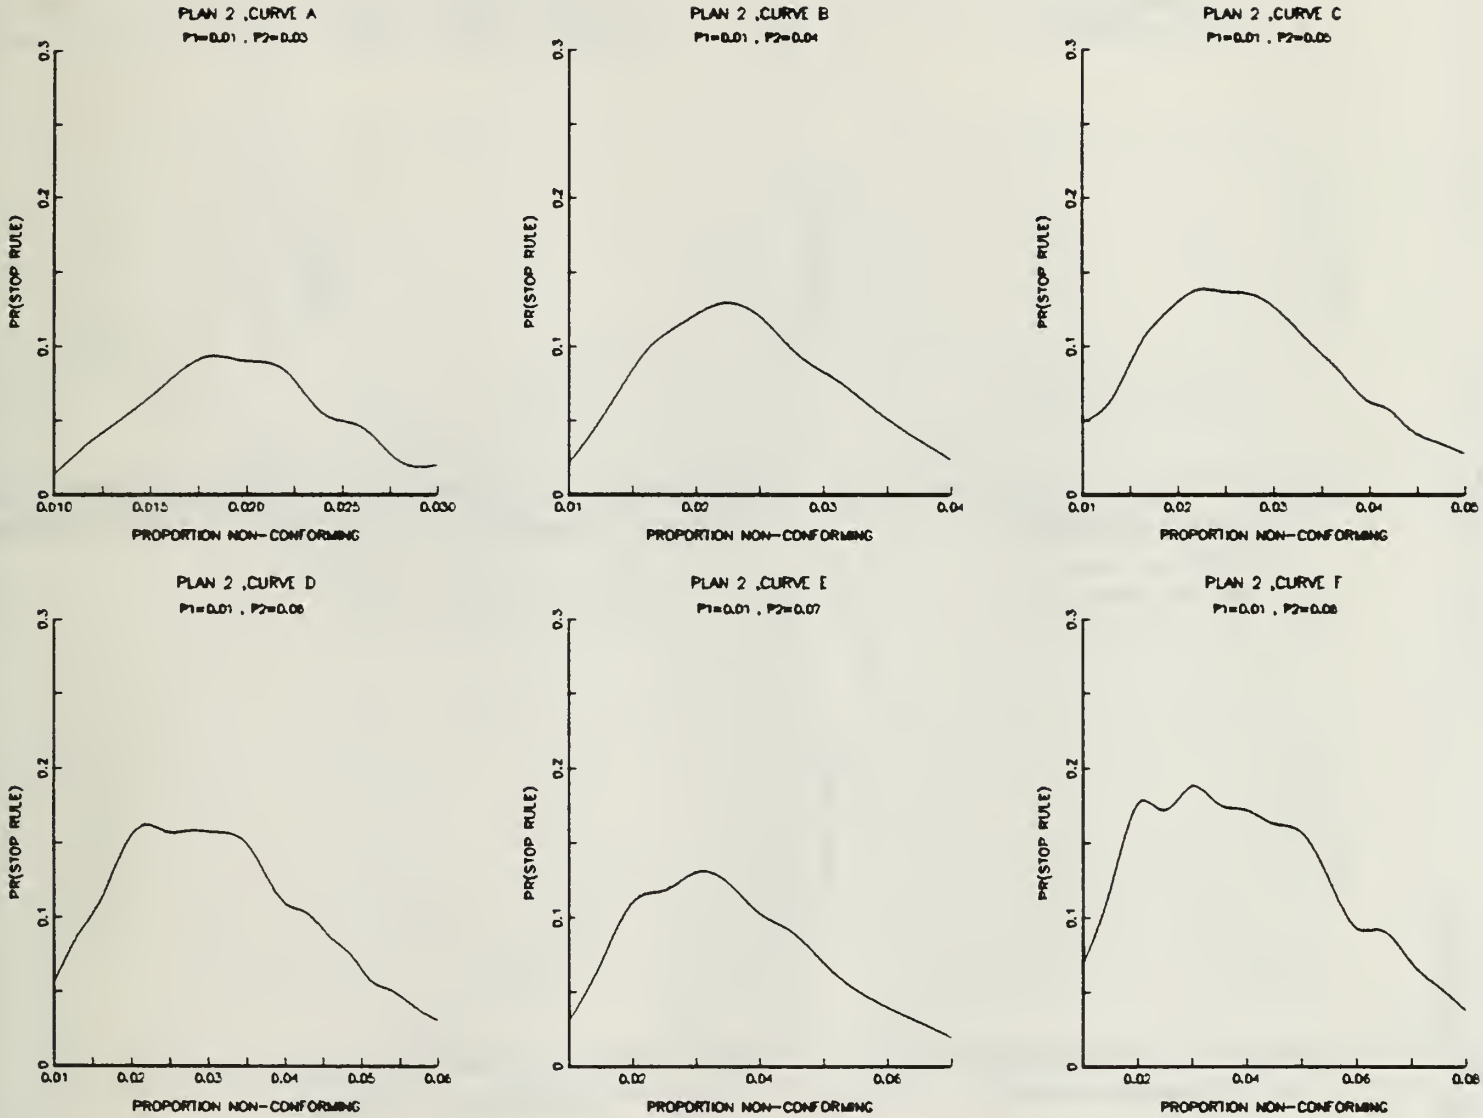 PLAN 2 ,CURVE A
P1=0.01 , P2=0.03
0.3
0.2
0.1
0
PR(STOP RULE)
0.010 0.015 0.020 0.025 0.030
PROPORTION NON-CONFORMING
PLAN 2 ,CURVE B
P1=0.01 , P2=0.04
0.3
0.2
0.1
0
PR(STOP RULE)
0.01 0.02 0.03 0.04
PROPORTION NON-CONFORMING
PLAN 2 ,CURVE C
P1=0.01 , P2=0.05
0.3
0.2
0.1
0
PR(STOP RULE)
0.01 0.02 0.03 0.04 0.05
PROPORTION NON-CONFORMING
PLAN 2 ,CURVE D
P1=0.01 , P2=0.06
0.3
0.2
0.1
0
PR(STOP RULE)
0.01 0.02 0.03 0.04 0.05 0.06
PROPORTION NON-CONFORMING
PLAN 2 ,CURVE E
P1=0.01 , P2=0.07
0.3
0.2
0.1
0
PR(STOP RULE)
0.02 0.04 0.06
PROPORTION NON-CONFORMING
PLAN 2 ,CURVE F
P1=0.01 , P2=0.08
0.3
0.2
0.1
0
PR(STOP RULE)
0.02 0.04 0.06 0.08
PROPORTION NON-CONFORMING